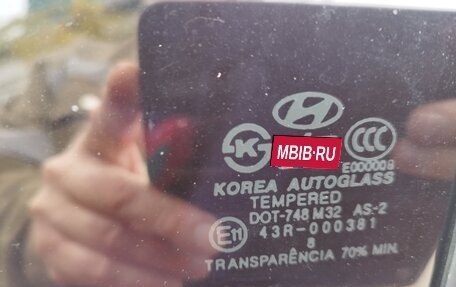 MBIB.RU
E000008
KOREA AUTOGLASS
TEMPERED
DOT-748 M32 AS-2
E11 43R-000381
8
TRANSPARÊNCIA 70% MIN.